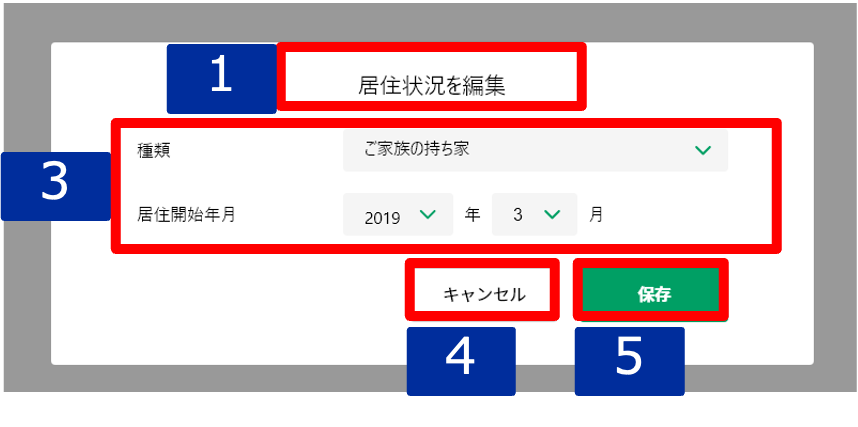 1
居住状況を編集
3
種類
ご家族の持ち家
居住開始年月
2019 年 3 月
キャンセル
保存
4
5